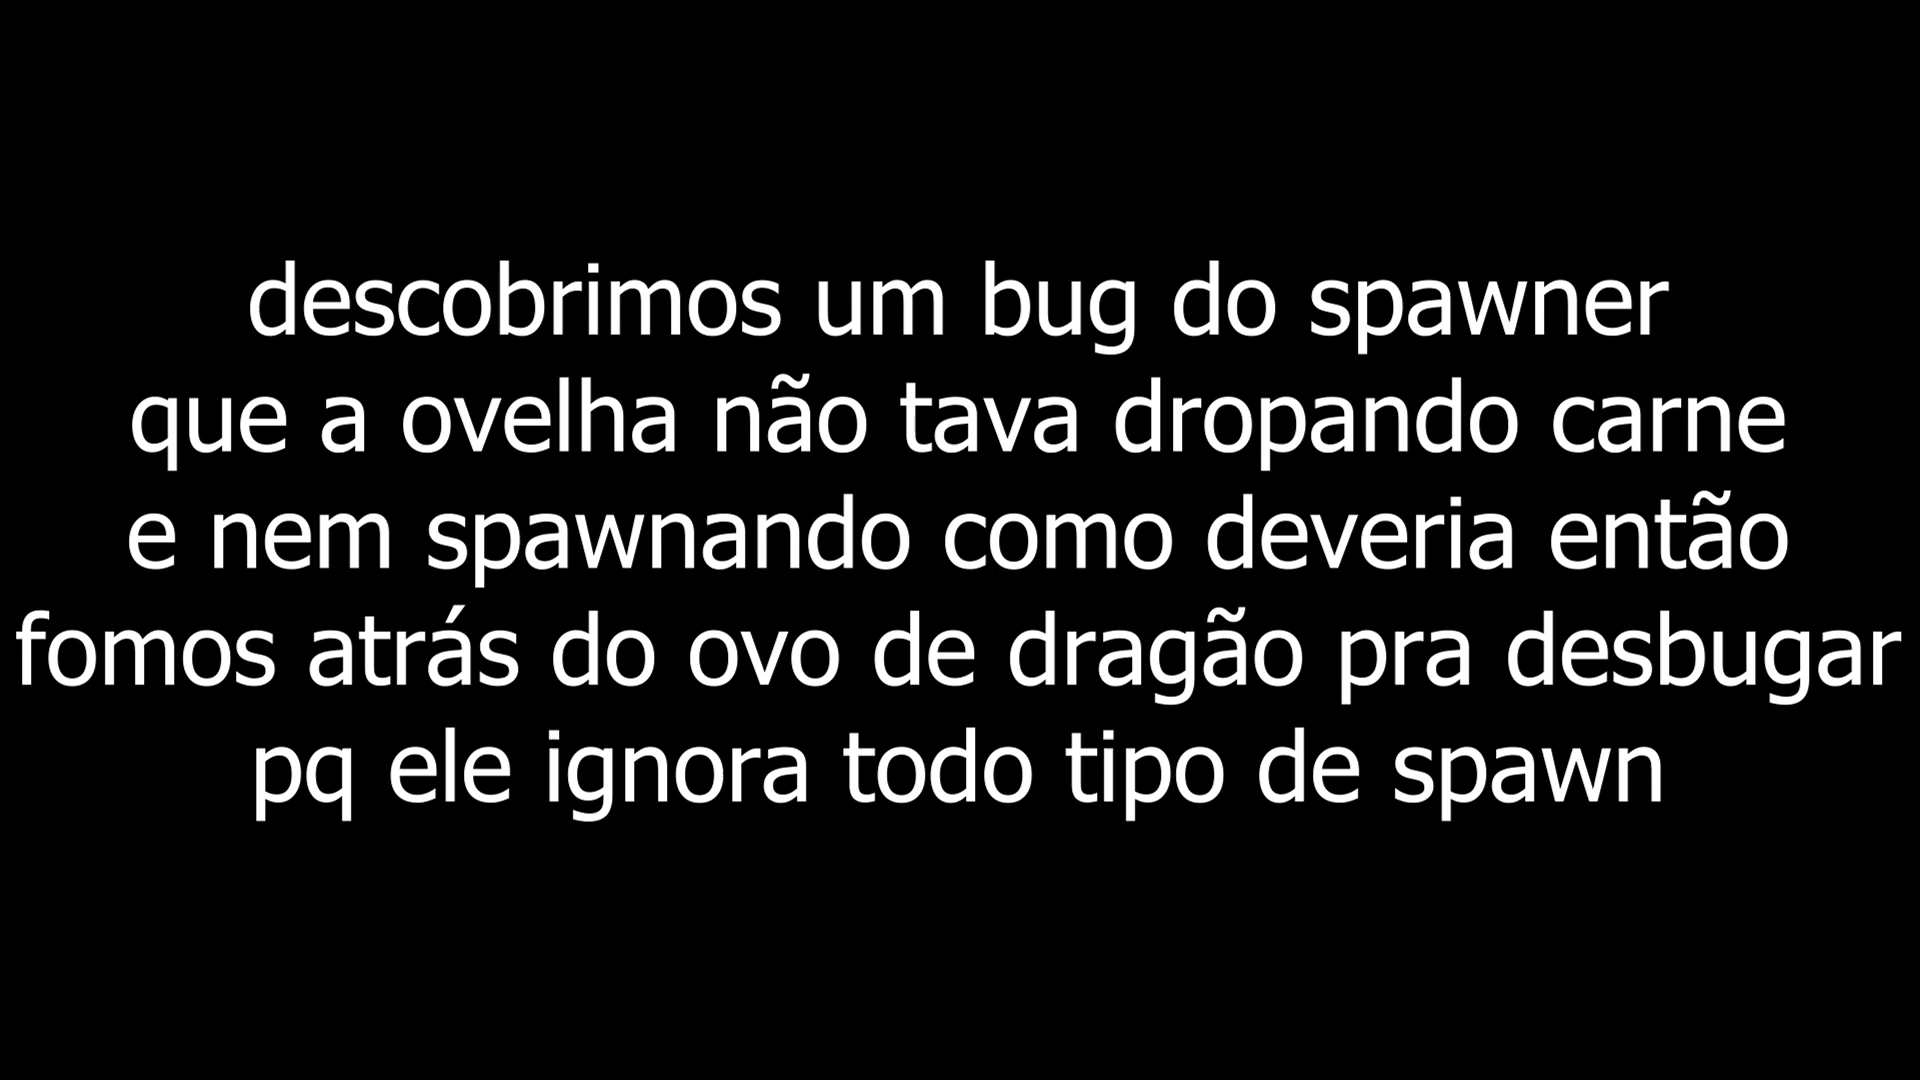 descobrimos um bug do spawner
que a ovelha não tava dropando carne
e nem spawnando como deveria então
fomos atrás do ovo de dragão pra desbugar
pq ele ignora todo tipo de spawn